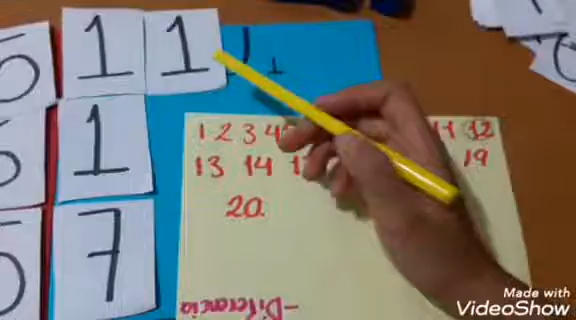 1 1
1
7
1 2 3 4 11 12
13 14 19
20
-Diferencia
Made with
VideoShow